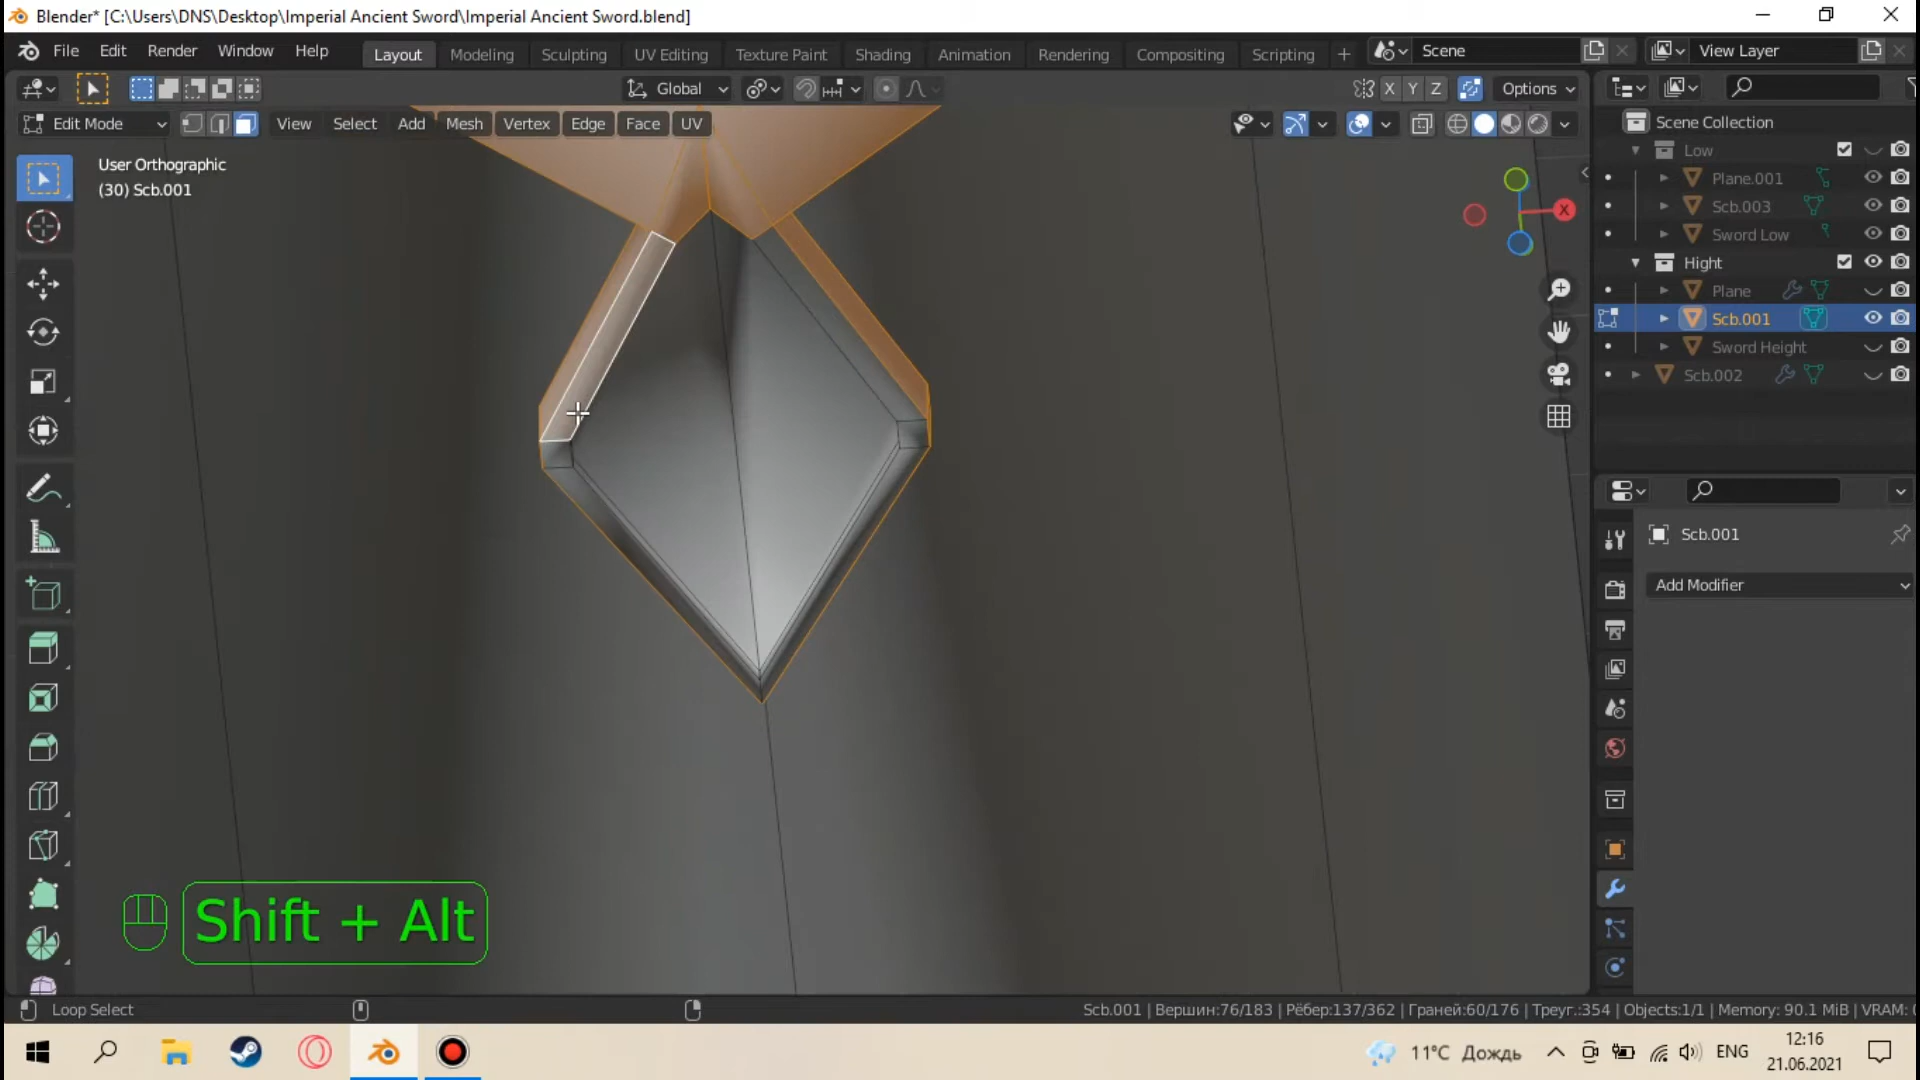 Blender* [C:\Users\DNS\Desktop\Imperial Ancient Sword\Imperial Ancient Sword.blend]
File Edit Render Window Help Layout Modeling Sculpting UV Editing Texture Paint Shading Animation Rendering Compositing Scripting + Scene View Layer
Global X Y Z Options
Edit Mode View Select Add Mesh Vertex Edge Face UV
User Orthographic
(30) Scb.001
X
Scene Collection
Low
Plane.001
Scb.003
Sword Low
Hight
Plane
Scb.001
Sword Height
Scb.002
Scb.001
Add Modifier
Shift + Alt
Loop Select
Scb.001 | Вершин:76/183 | Рёбер:137/362 | Граней:60/176 | Треуг.:354 | Objects:1/1 | Memory: 90.1 MiB | VRAM:
11°C Дождь ENG 12:16
21.06.2021